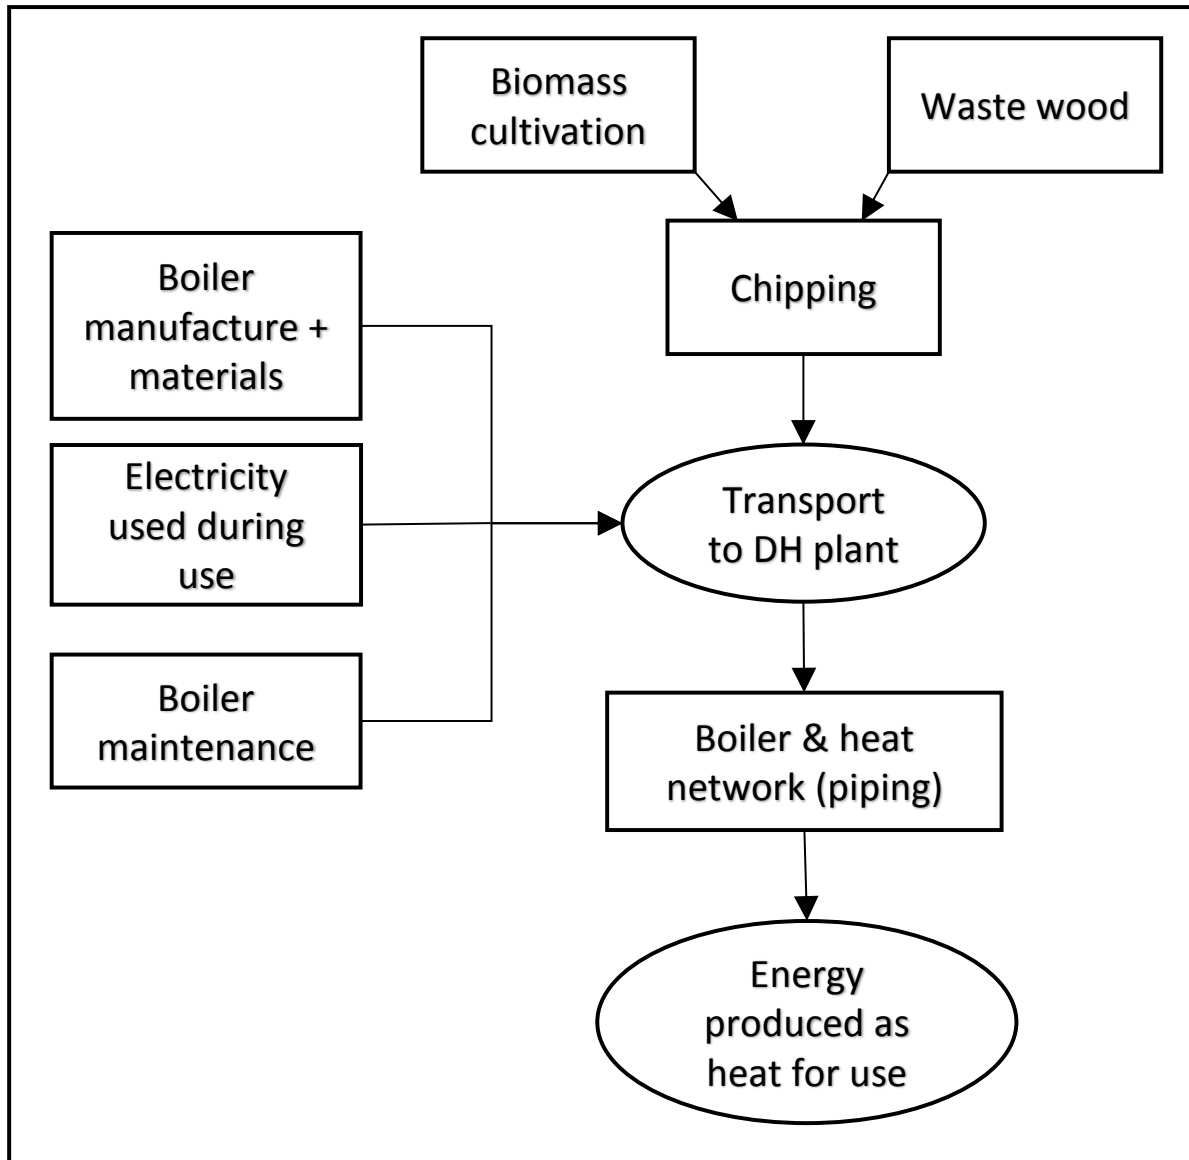 Biomass
cultivation
Waste wood
Chipping
Boiler
manufacture +
materials
Electricity
used during
use
Transport
to DH plant
Boiler
maintenance
Boiler & heat
network (piping)
Energy
produced as
heat for use